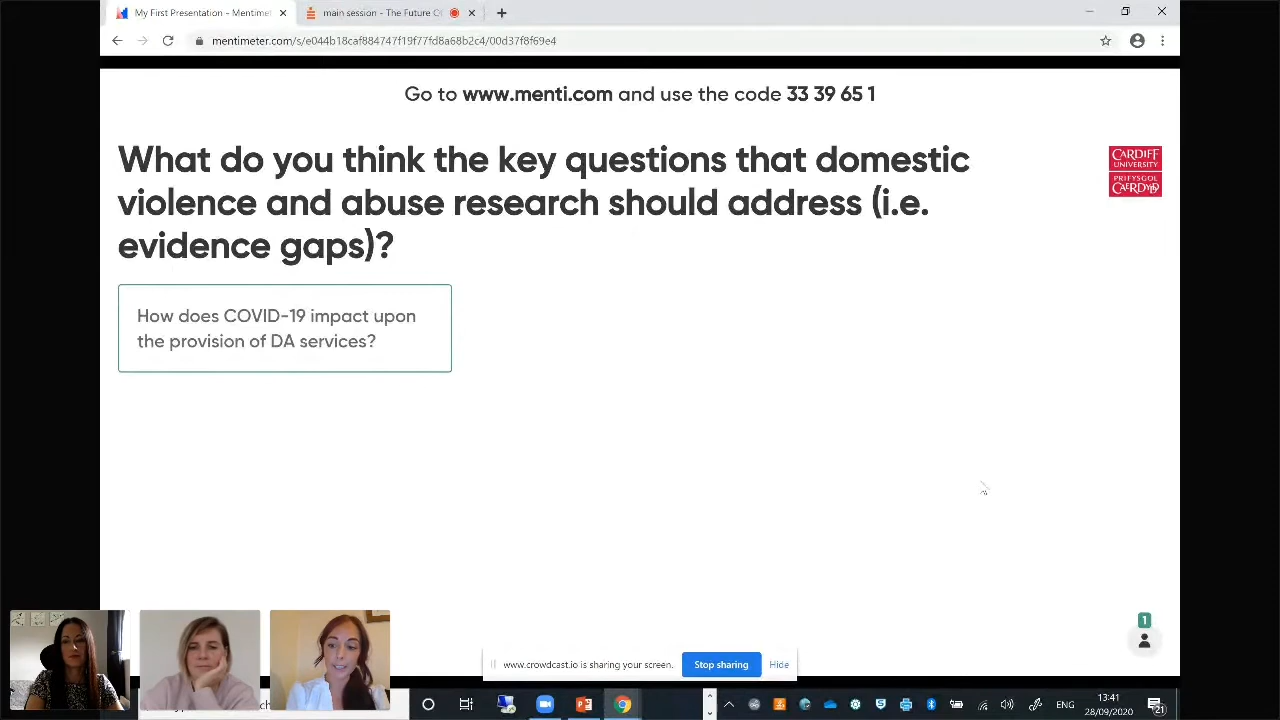 My First Presentation - Mentimet
main session - The Future O
mentimeter.com/s/e044b18caf884747f19f77fd8a68b2c4/00d37f8f69e4
Go to www.menti.com and use the code 33 39 65 1
What do you think the key questions that domestic
violence and abuse research should address (i.e.
evidence gaps)?
CARDIFF
UNIVERSITY
PRIFYSGOL
CAERDYDD
How does COVID-19 impact upon
the provision of DA services?
1
www.crowdcast.io is sharing your screen.
Stop sharing
Hide
ENG
13:41
28/09/2020
21